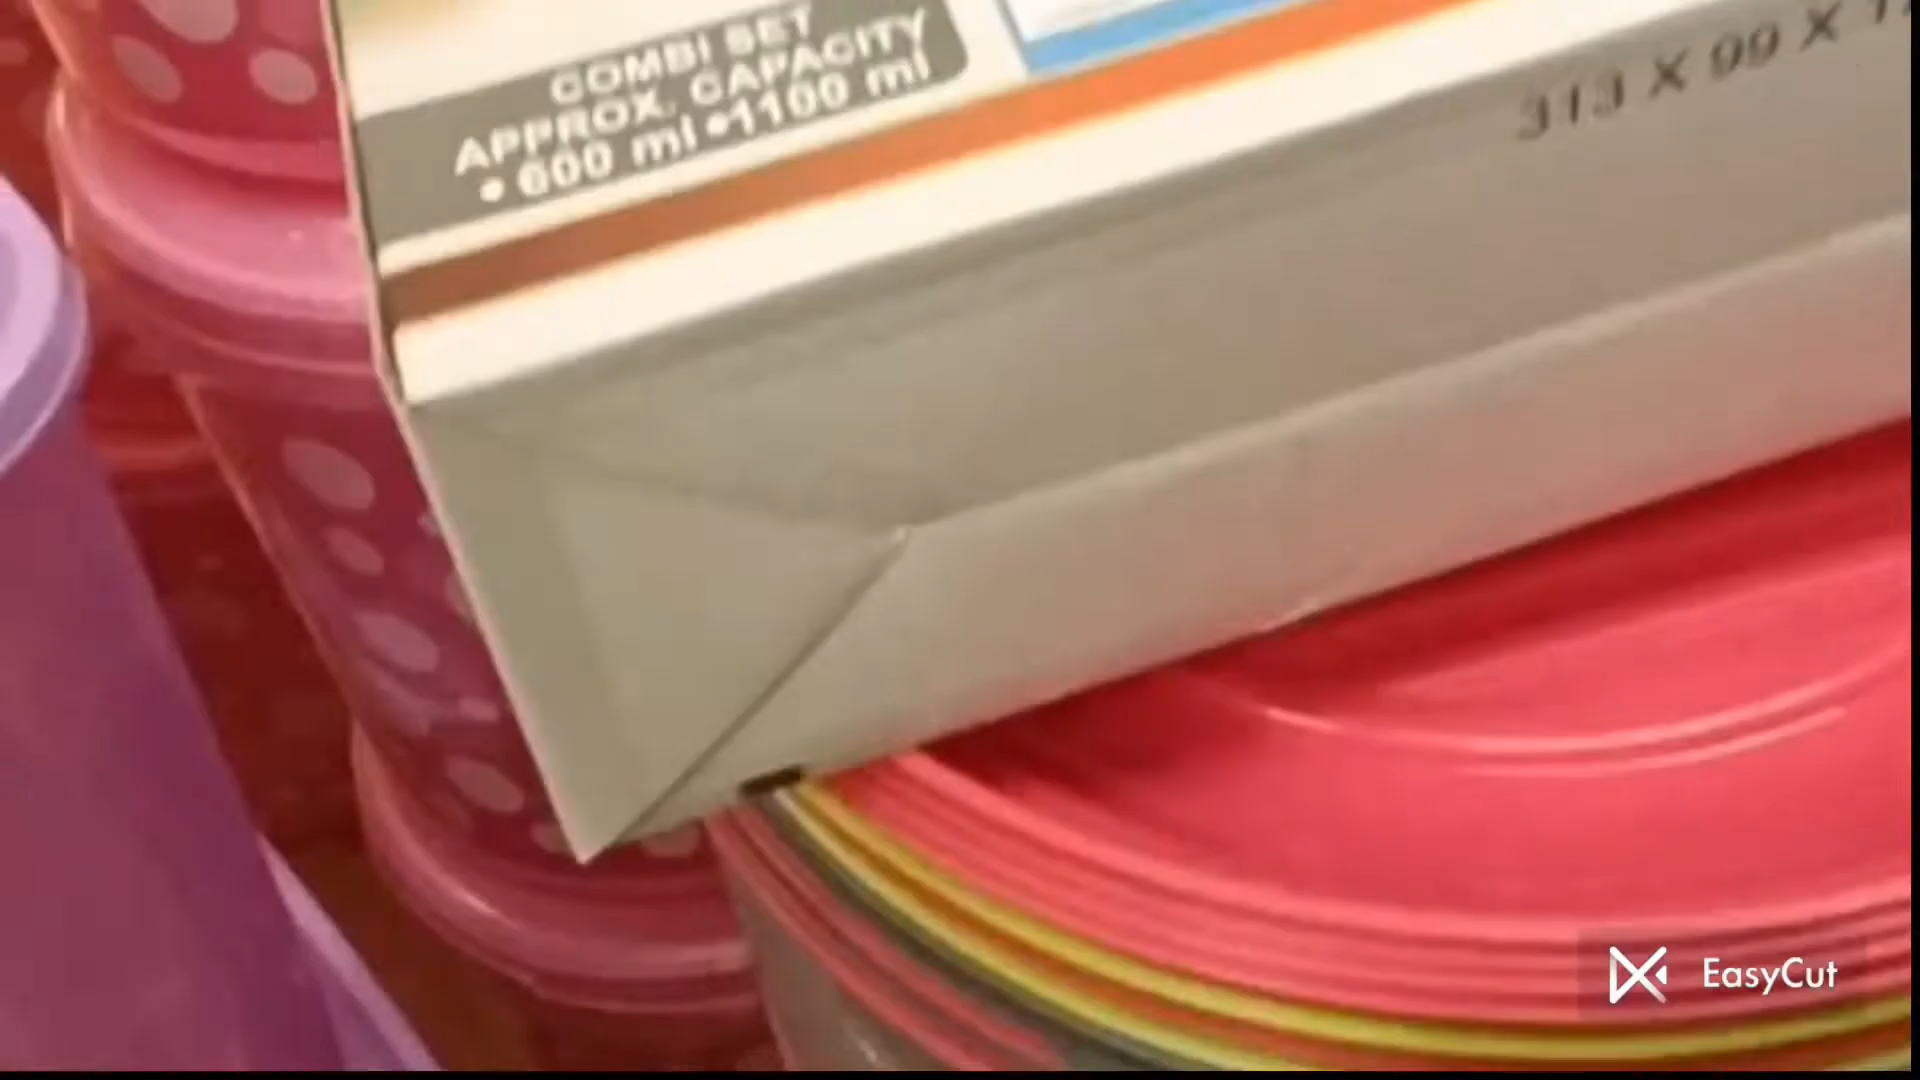 COMBI SET
APPROX. CAPACITY
• 600 ml •1100 ml
313 X 99 X
EasyCut